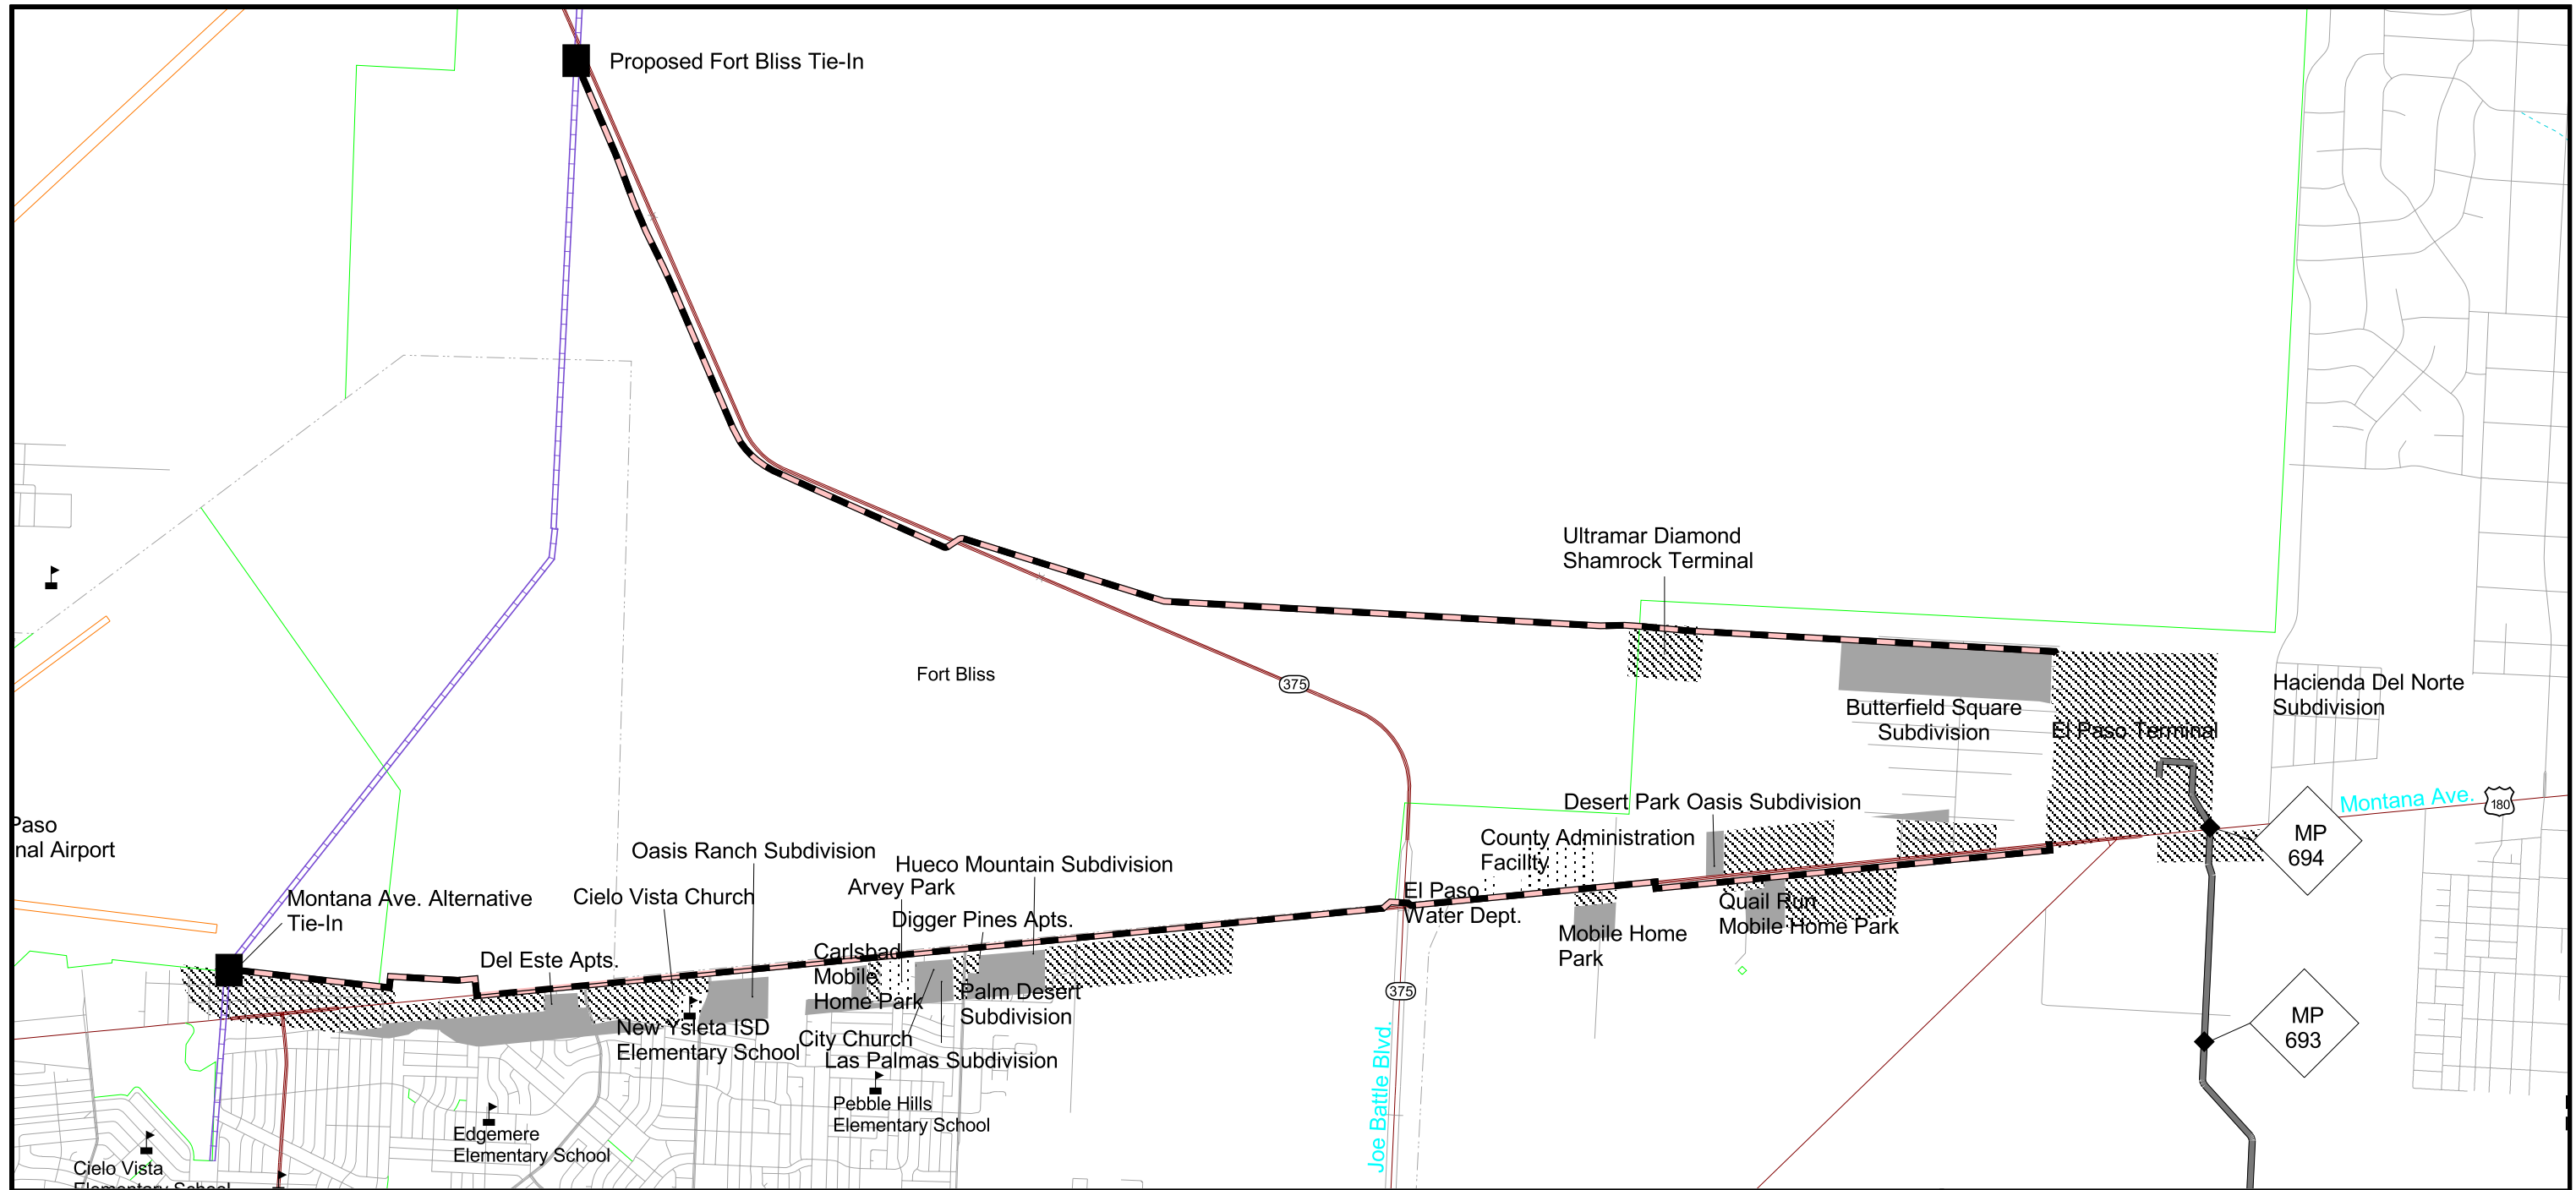 Proposed Fort Bliss Tie-In
Ultramar Diamond
Shamrock Terminal
Fort Bliss
375
Hacienda Del Norte
Subdivision
Butterfield Square
Subdivision
El Paso Terminal
Montana Ave.
180
Desert Park Oasis Subdivision
Paso
nal Airport
County Administration
Facility
MP
694
Oasis Ranch Subdivision
Hueco Mountain Subdivision
Arvey Park
Montana Ave. Alternative
Tie-In
Cielo Vista Church
Digger Pines Apts.
El Paso
Water Dept.
Quail Run
Mobile Home Park
Mobile Home
Park
Del Este Apts.
Carlsbad
Mobile
Home Park
Palm Desert
Subdivision
375
New Ysleta ISD
Elementary School
City Church
Las Palmas Subdivision
MP
693
Joe Battle Blvd.
Pebble Hills
Elementary School
Edgemere
Elementary School
Cielo Vista
Elementary School